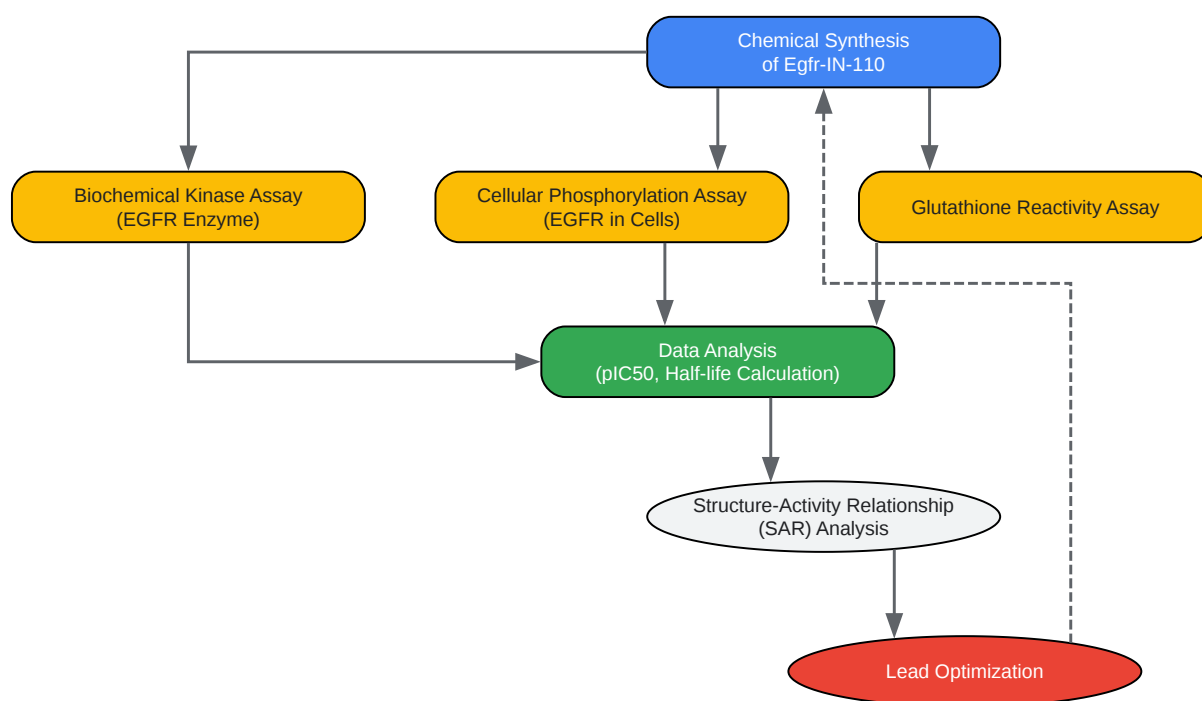 Chemical Synthesis
of Egfr-IN-110
Biochemical Kinase Assay
(EGFR Enzyme)
Cellular Phosphorylation Assay
(EGFR in Cells)
Glutathione Reactivity Assay
Data Analysis
(pIC50, Half-life Calculation)
Structure-Activity Relationship
(SAR) Analysis
Lead Optimization